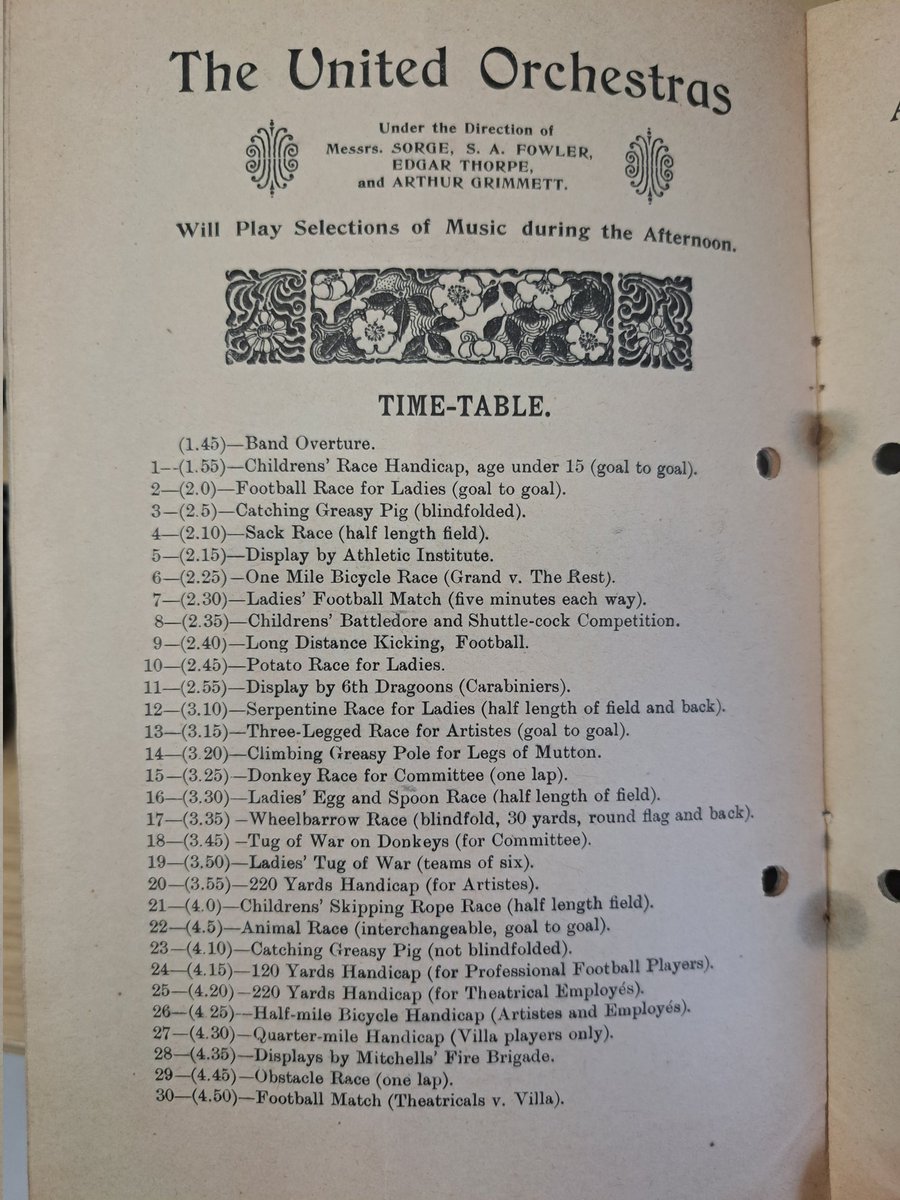 The United Orchestras
Under the Direction of
Messrs. SORGE, S. A. FOWLER,
EDGAR THORPE,
and ARTHUR GRIMMETT.
Will Play Selections of Music during the Afternoon.
TIME-TABLE.
(1.45)—Band Overture.
1--(1.55)—Childrens' Race Handicap, age under 15 (goal to goal).
2—(2.0)—Football Race for Ladies (goal to goal).
3—(2.5)—Catching Greasy Pig (blindfolded).
4—(2.10)—Sack Race (half length field).
5—(2.15)—Display by Athletic Institute.
6—(2.25)—One Mile Bicycle Race (Grand v. The Rest).
7—(2.30)—Ladies' Football Match (five minutes each way).
8—(2.35)—Childrens' Battledore and Shuttle-cock Competition.
9—(2.40)—Long Distance Kicking, Football.
10—(2.45)—Potato Race for Ladies.
11—(2.55)—Display by 6th Dragoons (Carabiniers).
12—(3.10)—Serpentine Race for Ladies (half length of field and back).
13—(3.15)—Three-Legged Race for Artistes (goal to goal).
14—(3.20)—Climbing Greasy Pole for Legs of Mutton.
15—(3.25)—Donkey Race for Committee (one lap).
16—(3.30)—Ladies' Egg and Spoon Race (half length of field).
17—(3.35)—Wheelbarrow Race (blindfold, 30 yards, round flag and back).
18—(3.45)—Tug of War on Donkeys (for Committee).
19—(3.50)—Ladies' Tug of War (teams of six).
20—(3.55)—220 Yards Handicap (for Artistes).
21—(4.0)—Childrens' Skipping Rope Race (half length field).
22—(4.5)—Animal Race (interchangeable, goal to goal).
23—(4.10)—Catching Greasy Pig (not blindfolded).
24—(4.15)—120 Yards Handicap (for Professional Football Players).
25—(4.20)—220 Yards Handicap (for Theatrical Employés).
26—(4.25)—Half-mile Bicycle Handicap (Artistes and Employés).
27—(4.30)—Quarter-mile Handicap (Villa players only).
28—(4.35)—Displays by Mitchells' Fire Brigade.
29—(4.45)—Obstacle Race (one lap).
30—(4.50)—Football Match (Theatricals v. Villa).